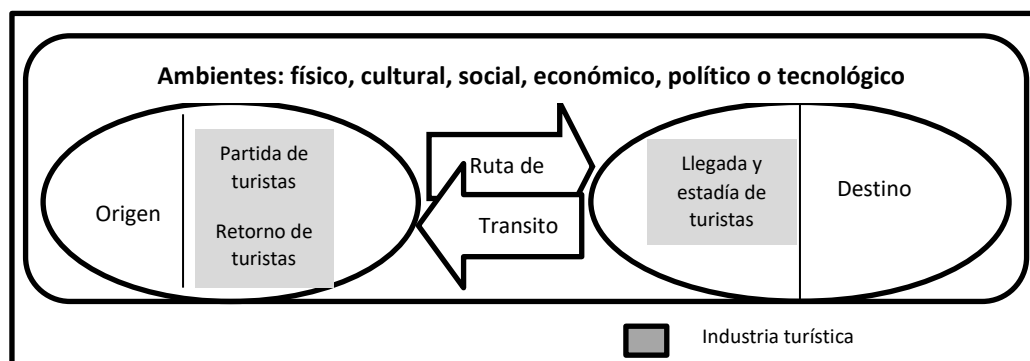 Ambientes: físico, cultural, social, económico, político o tecnológico
Origen
Partida de
turistas
Retorno de
turistas
Ruta de
Transito
Llegada y
estadía de
turistas
Destino
Industria turística